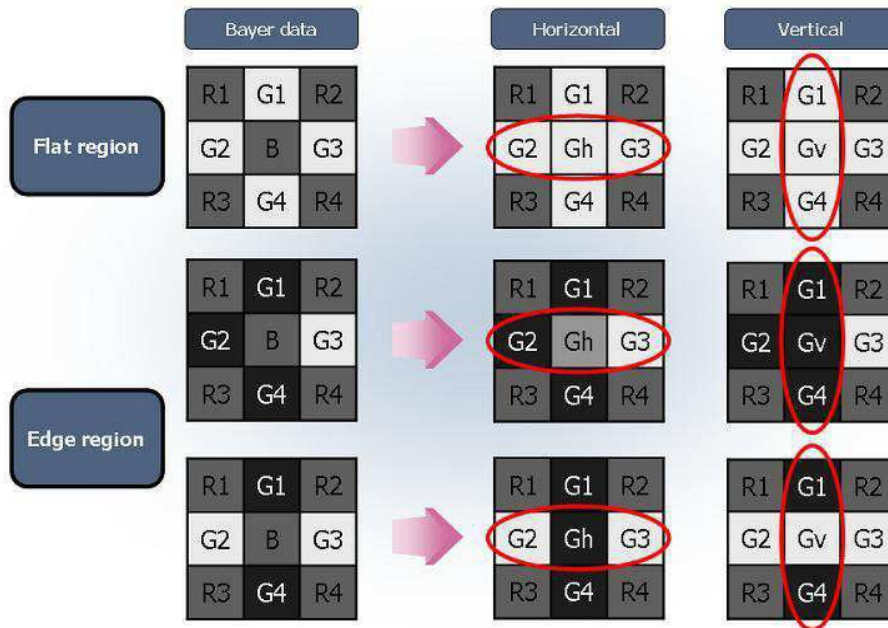 Bayer data Horizontal Vertical
Flat region
R1 G1 R2 R1 G1 R2 R1 G1 R2
G2 B G3 G2 Gh G3 G2 Gv G3
R3 G4 R4 R3 G4 R4 R3 G4 R4
Edge region
R1 G1 R2 R1 G1 R2 R1 G1 R2
G2 B G3 G2 Gh G3 G2 Gv G3
R3 G4 R4 R3 G4 R4 R3 G4 R4
R1 G1 R2 R1 G1 R2 R1 G1 R2
G2 B G3 G2 Gh G3 G2 Gv G3
R3 G4 R4 R3 G4 R4 R3 G4 R4